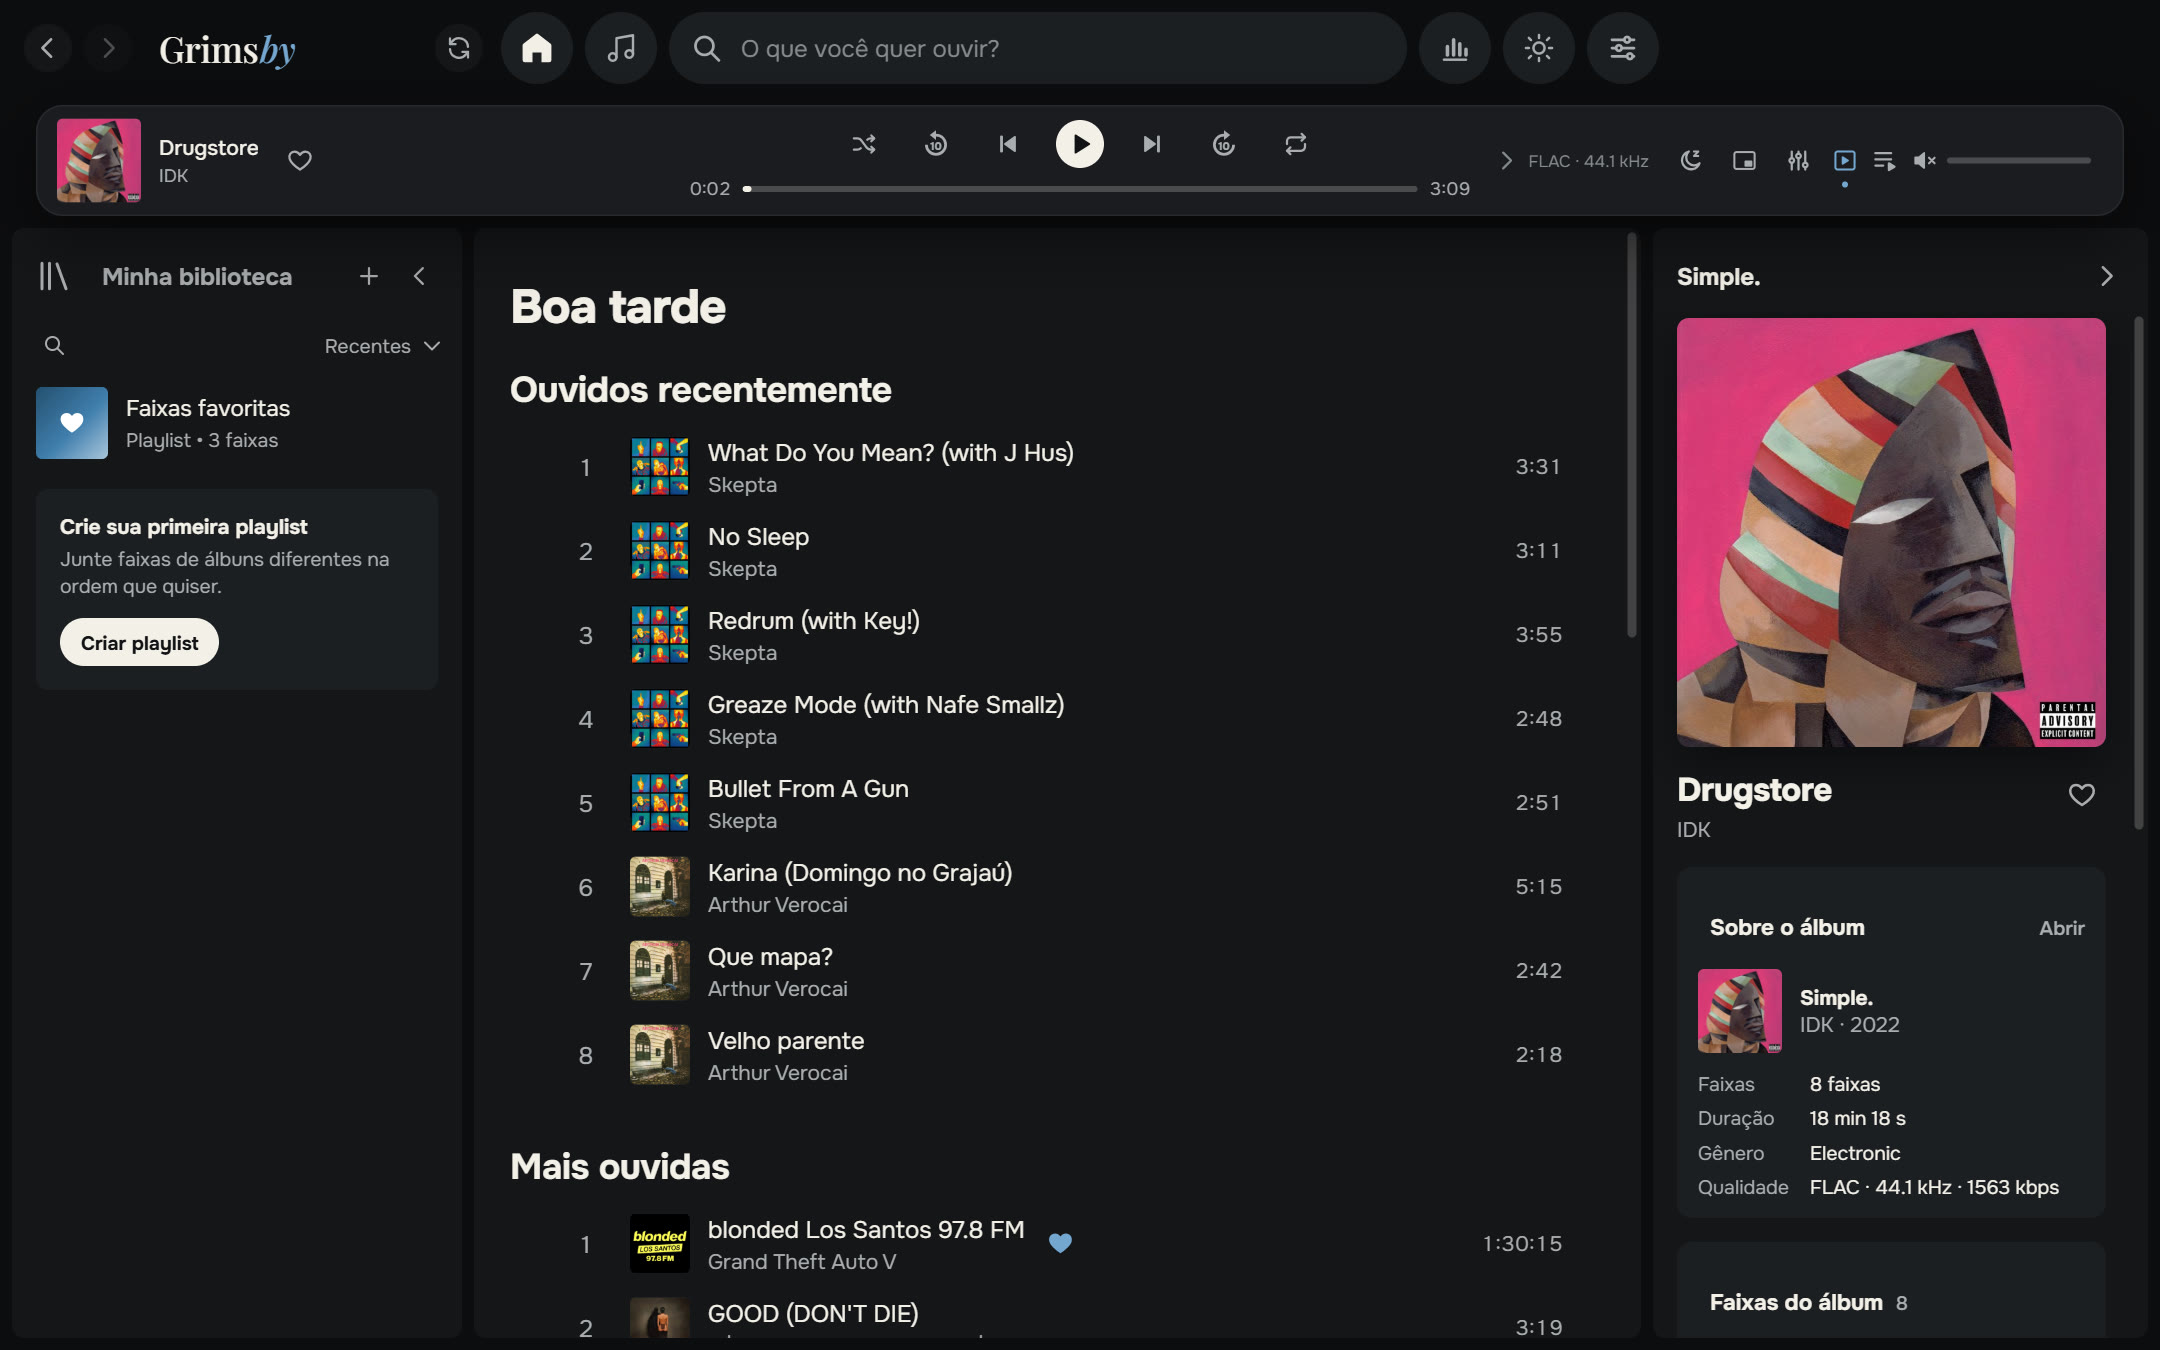 Grimsby
O que você quer ouvir?
Drugstore
IDK
10
10
0:02
3:09
FLAC · 44.1 kHz
Minha biblioteca
Recentes
Faixas favoritas
Playlist • 3 faixas
Crie sua primeira playlist
Junte faixas de álbuns diferentes na
ordem que quiser.
Criar playlist
Boa tarde
Ouvidos recentemente
1
What Do You Mean? (with J Hus)
Skepta
3:31
2
No Sleep
Skepta
3:11
3
Redrum (with Key!)
Skepta
3:55
4
Greaze Mode (with Nafe Smallz)
Skepta
2:48
5
Bullet From A Gun
Skepta
2:51
6
Karina (Domingo no Grajaú)
Arthur Verocai
5:15
7
Que mapa?
Arthur Verocai
2:42
8
Velho parente
Arthur Verocai
2:18
Mais ouvidas
1
blonded
LOS SANTOS
97.8 FM
blonded Los Santos 97.8 FM
Grand Theft Auto V
1:30:15
2
GOOD (DON'T DIE)
3:19
Simple.
PARENTAL
ADVISORY
EXPLICIT CONTENT
Drugstore
IDK
Sobre o álbum
Abrir
Simple.
IDK · 2022
Faixas
8 faixas
Duração
18 min 18 s
Gênero
Electronic
Qualidade
FLAC · 44.1 kHz · 1563 kbps
Faixas do álbum 8